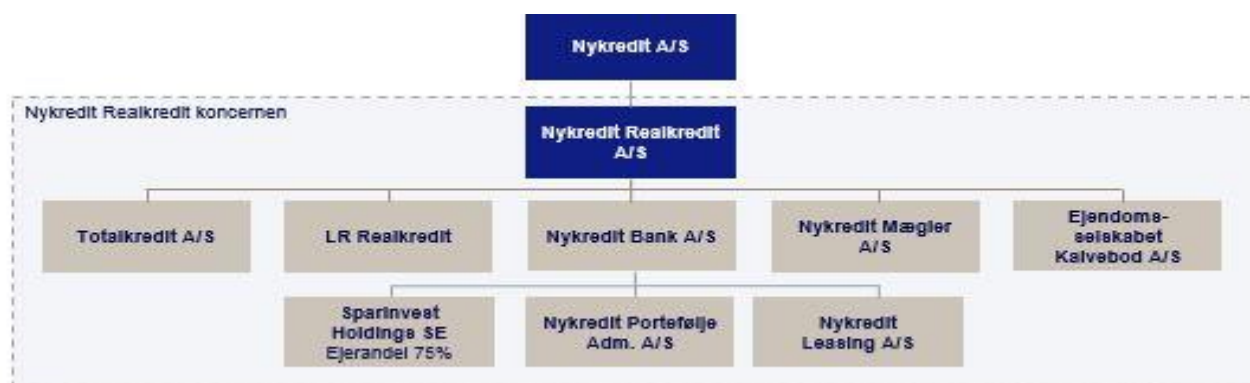 Nykredit A/S
Nykredit Realkredit koncernen
Nykredit Realkredit
A/S
Totalkredit A/S
LR Realkredit
Nykredit Bank A/S
Nykredit Mægler
A/S
Ejendoms-
selskabet
Kalvebod A/S
Sparinvest
Holdings SE
Ejerandel 75%
Nykredit Portefølje
Adm. A/S
Nykredit
Leasing A/S